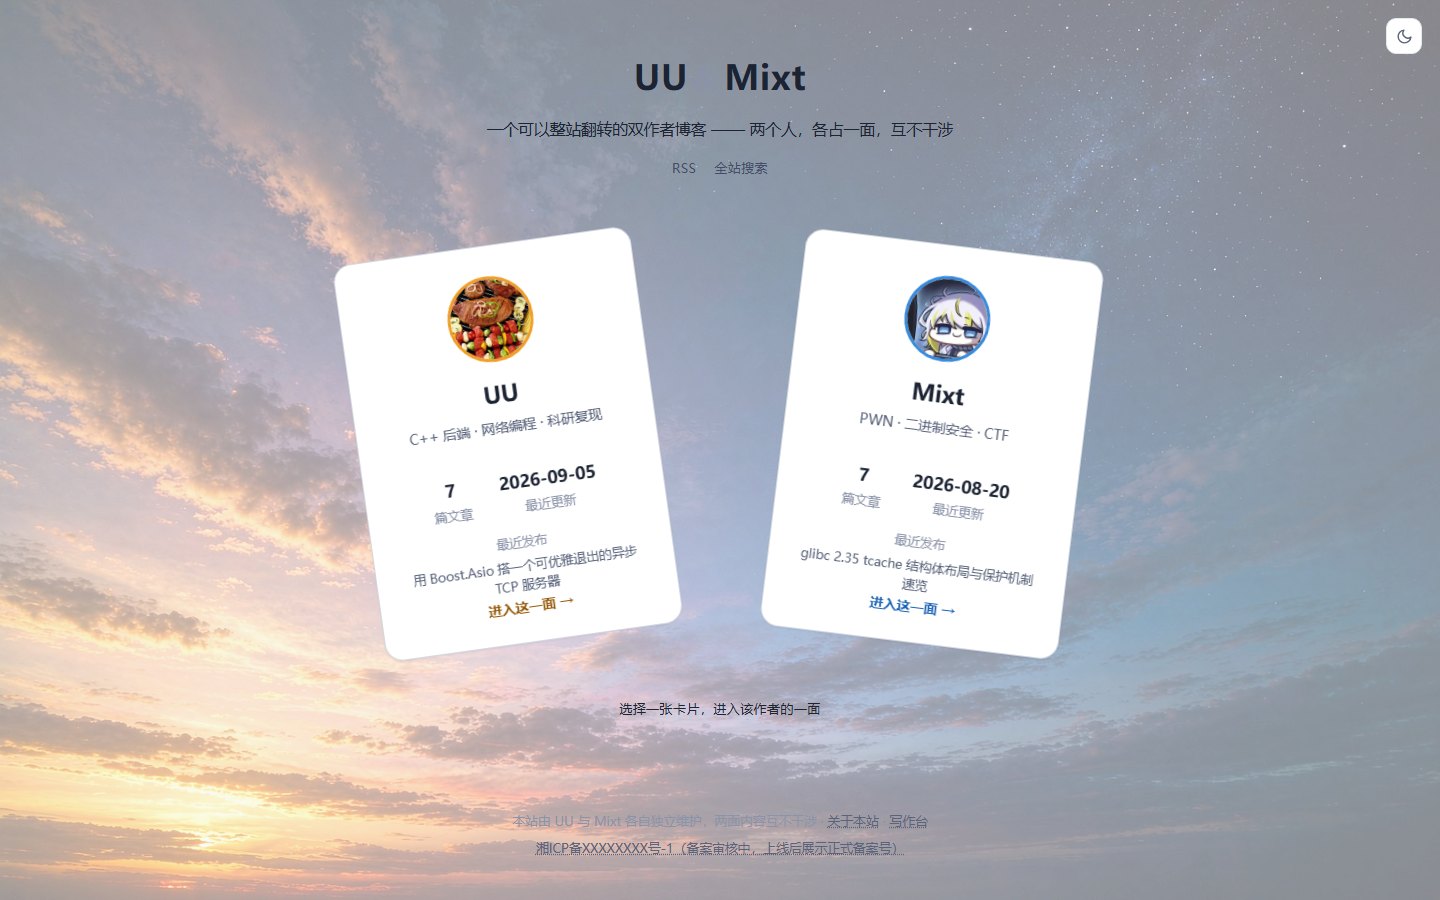 UU Mixt
一个可以整站翻转的双作者博客 —— 两个人，各占一面，互不干涉
RSS 全站搜索
UU
C++ 后端 · 网络编程 · 科研复现
7
篇文章
2026-09-05
最近更新
最近发布
用 Boost.Asio 搭一个可优雅退出的异步
TCP 服务器
进入这一面 →
Mixt
PWN · 二进制安全 · CTF
7
篇文章
2026-08-20
最近更新
最近发布
glibc 2.35 tcache 结构体布局与保护机制
速览
进入这一面 →
选择一张卡片，进入该作者的一面
本站由 UU 与 Mixt 各自独立维护，两面内容互不干涉 · 关于本站 · 写作台
湘ICP备XXXXXXXX号-1（备案审核中，上线后展示正式备案号）